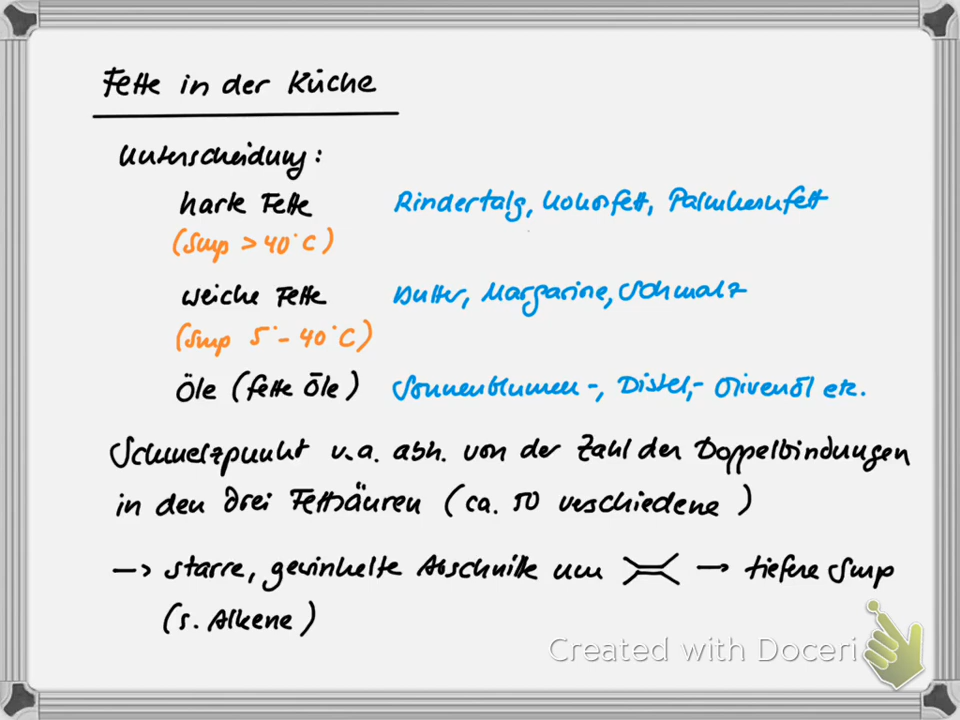 Fette in der Küche
Unterscheidung:
harte Fette Rindertalg, Kokosfett, Palmkernfett
(Smp > 40°C)
weiche Fette Butter, Margarine, Schmalz
(Smp 5°- 40°C)
Öle (fette Öle) Sonnenblumen-, Distel,- Olivenöl etc.
Schmelzpunkt v.a. abh. von der Zahl der Doppelbindungen
in den drei Fettsäuren (ca. 50 verschiedene)
→ starre, gewinkelte Abschnitte um → tiefere Smp
(s. Alkene)
Created with Doceri